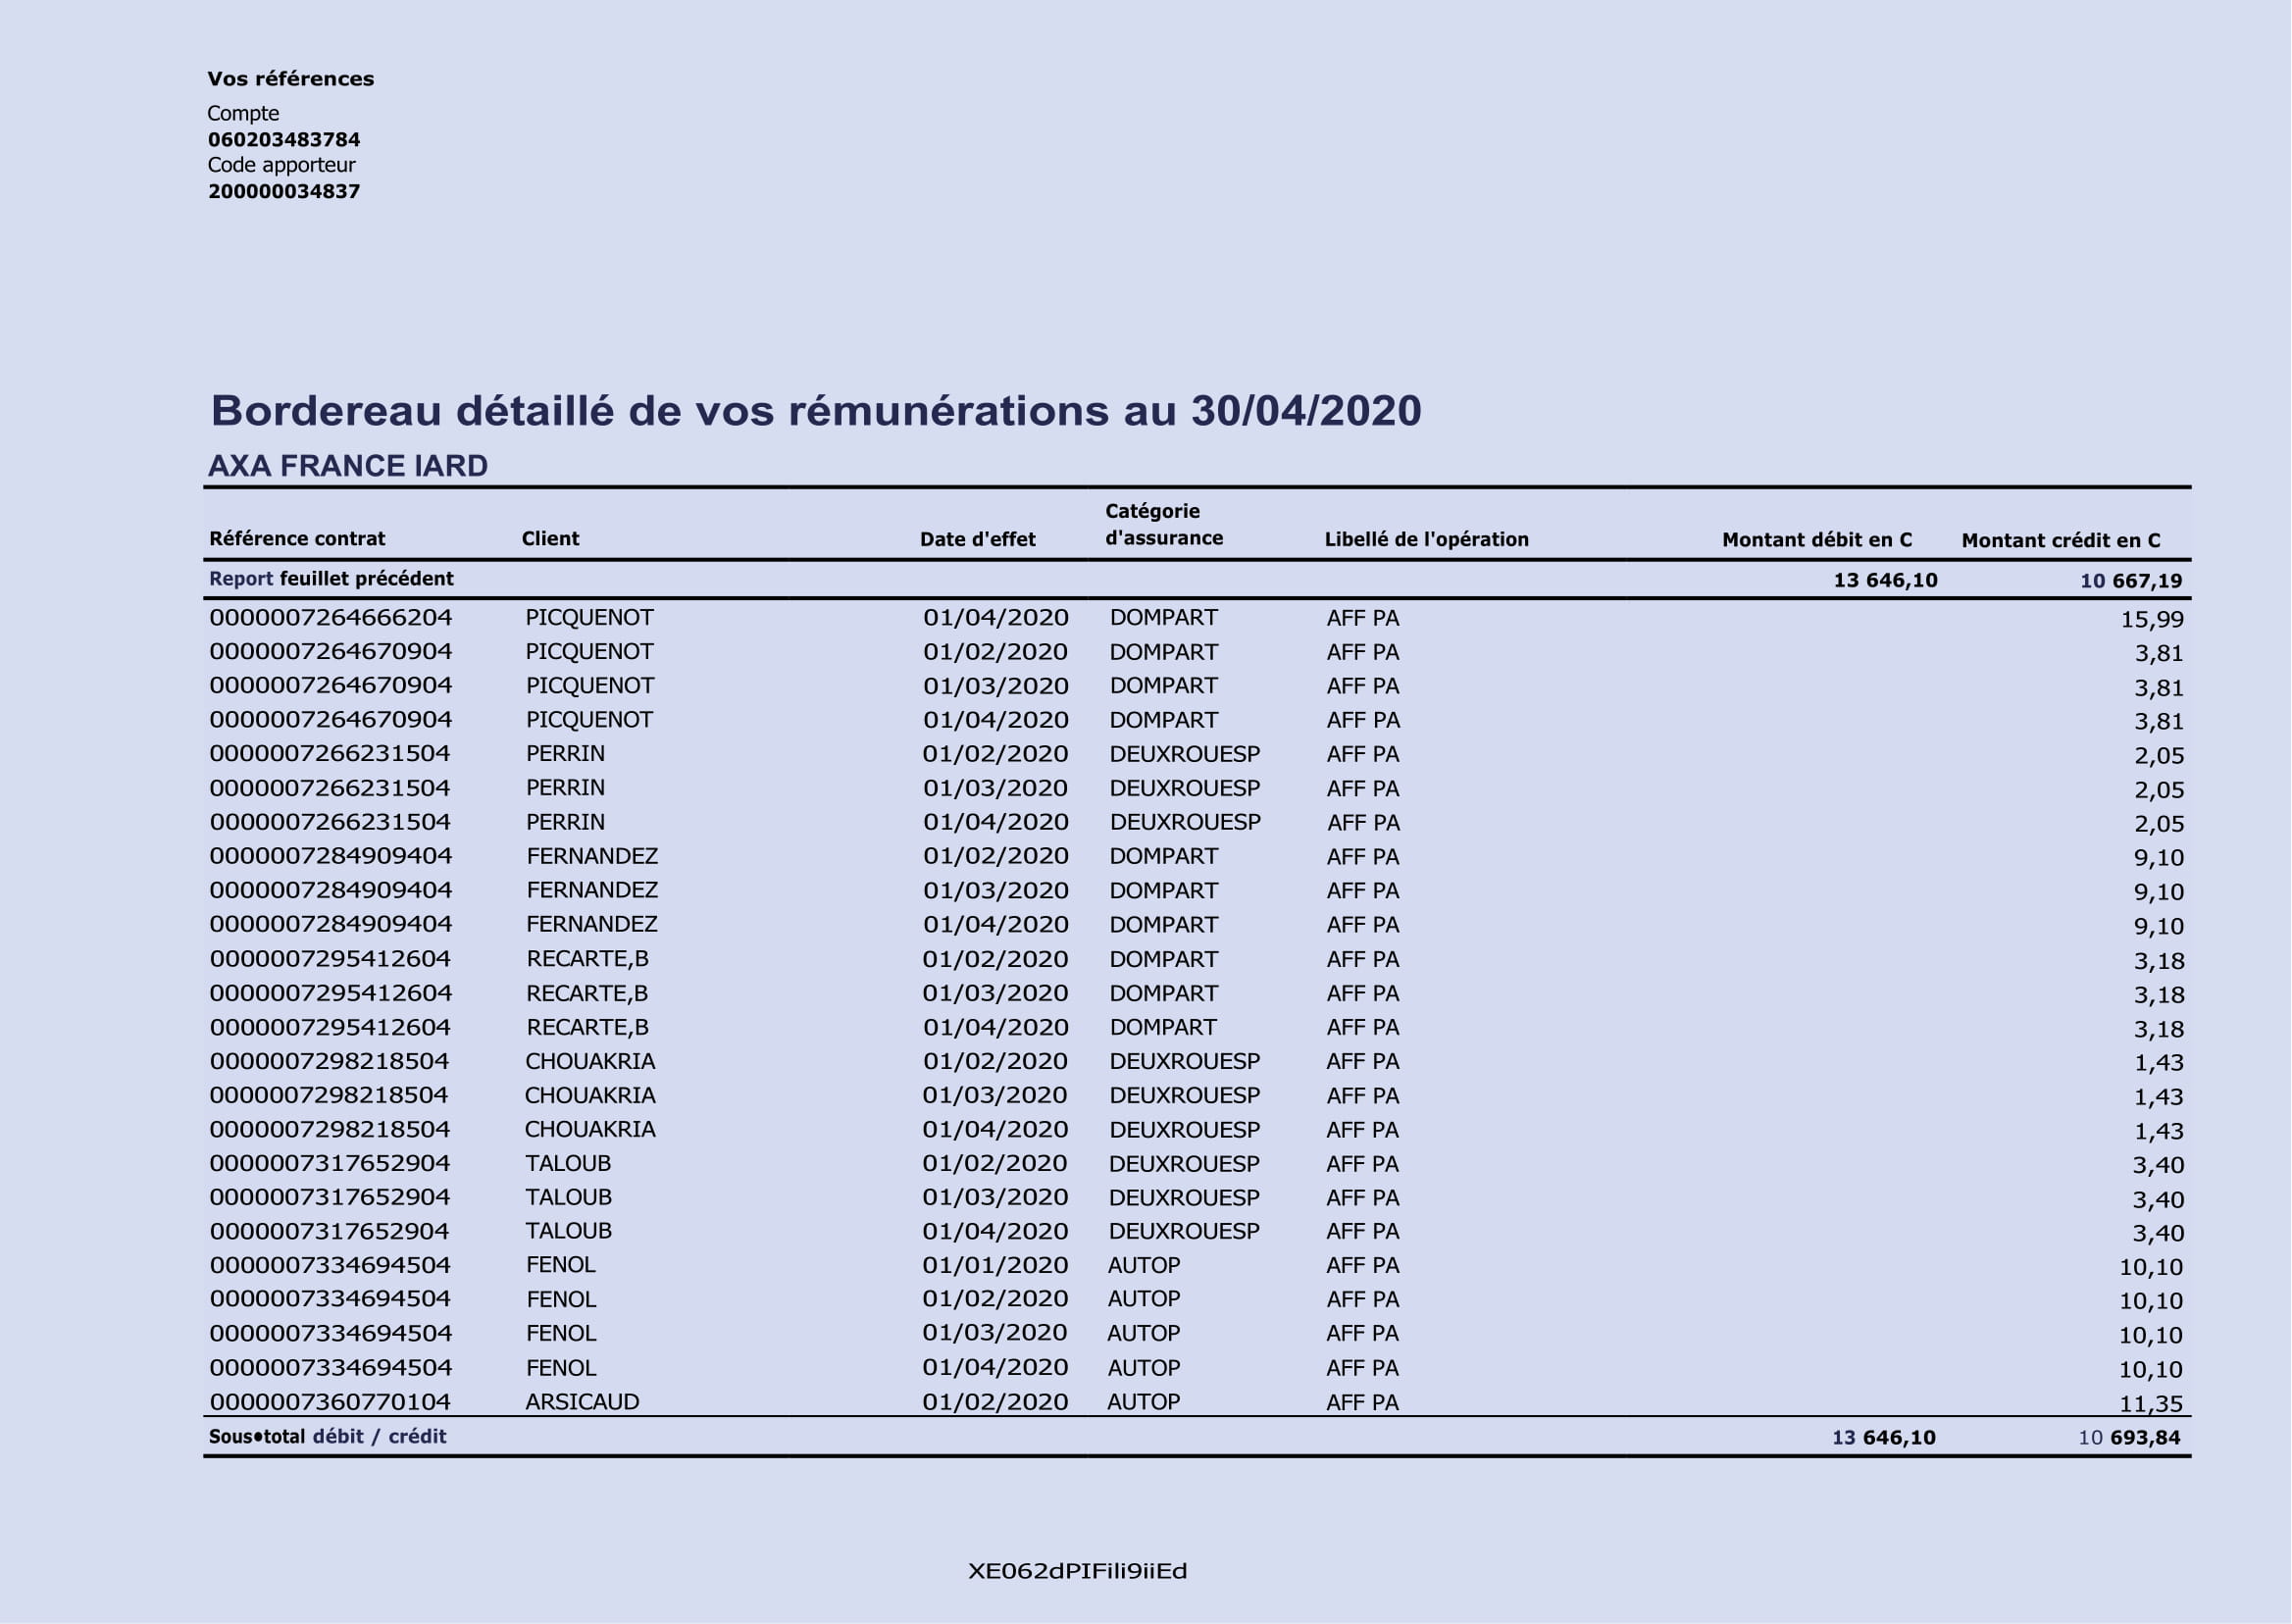 Vos références
Compte
060203483784
Code apporteur
200000034837
Bordereau détaillé de vos rémunérations au 30/04/2020
AXA FRANCE IARD
Référence contrat Client Date d'effet Catégorie d'assurance Libellé de l'opération Montant débit en C Montant crédit en C
Report feuillet précédent 13 646,10 10 667,19
0000007264666204 PICQUENOT 01/04/2020 DOMPART AFF PA 15,99
0000007264670904 PICQUENOT 01/02/2020 DOMPART AFF PA 3,81
0000007264670904 PICQUENOT 01/03/2020 DOMPART AFF PA 3,81
0000007264670904 PICQUENOT 01/04/2020 DOMPART AFF PA 3,81
0000007266231504 PERRIN 01/02/2020 DEUXROUESP AFF PA 2,05
0000007266231504 PERRIN 01/03/2020 DEUXROUESP AFF PA 2,05
0000007266231504 PERRIN 01/04/2020 DEUXROUESP AFF PA 2,05
0000007284909404 FERNANDEZ 01/02/2020 DOMPART AFF PA 9,10
0000007284909404 FERNANDEZ 01/03/2020 DOMPART AFF PA 9,10
0000007284909404 FERNANDEZ 01/04/2020 DOMPART AFF PA 9,10
0000007295412604 RECARTE,B 01/02/2020 DOMPART AFF PA 3,18
0000007295412604 RECARTE,B 01/03/2020 DOMPART AFF PA 3,18
0000007295412604 RECARTE,B 01/04/2020 DOMPART AFF PA 3,18
0000007298218504 CHOUAKRIA 01/02/2020 DEUXROUESP AFF PA 1,43
0000007298218504 CHOUAKRIA 01/03/2020 DEUXROUESP AFF PA 1,43
0000007298218504 CHOUAKRIA 01/04/2020 DEUXROUESP AFF PA 1,43
0000007317652904 TALOUB 01/02/2020 DEUXROUESP AFF PA 3,40
0000007317652904 TALOUB 01/03/2020 DEUXROUESP AFF PA 3,40
0000007317652904 TALOUB 01/04/2020 DEUXROUESP AFF PA 3,40
0000007334694504 FENOL 01/01/2020 AUTOP AFF PA 10,10
0000007334694504 FENOL 01/02/2020 AUTOP AFF PA 10,10
0000007334694504 FENOL 01/03/2020 AUTOP AFF PA 10,10
0000007334694504 FENOL 01/04/2020 AUTOP AFF PA 10,10
0000007360770104 ARSICAUD 01/02/2020 AUTOP AFF PA 11,35
Sous•total débit / crédit 13 646,10 10 693,84
XE062dPIFili9iiEd